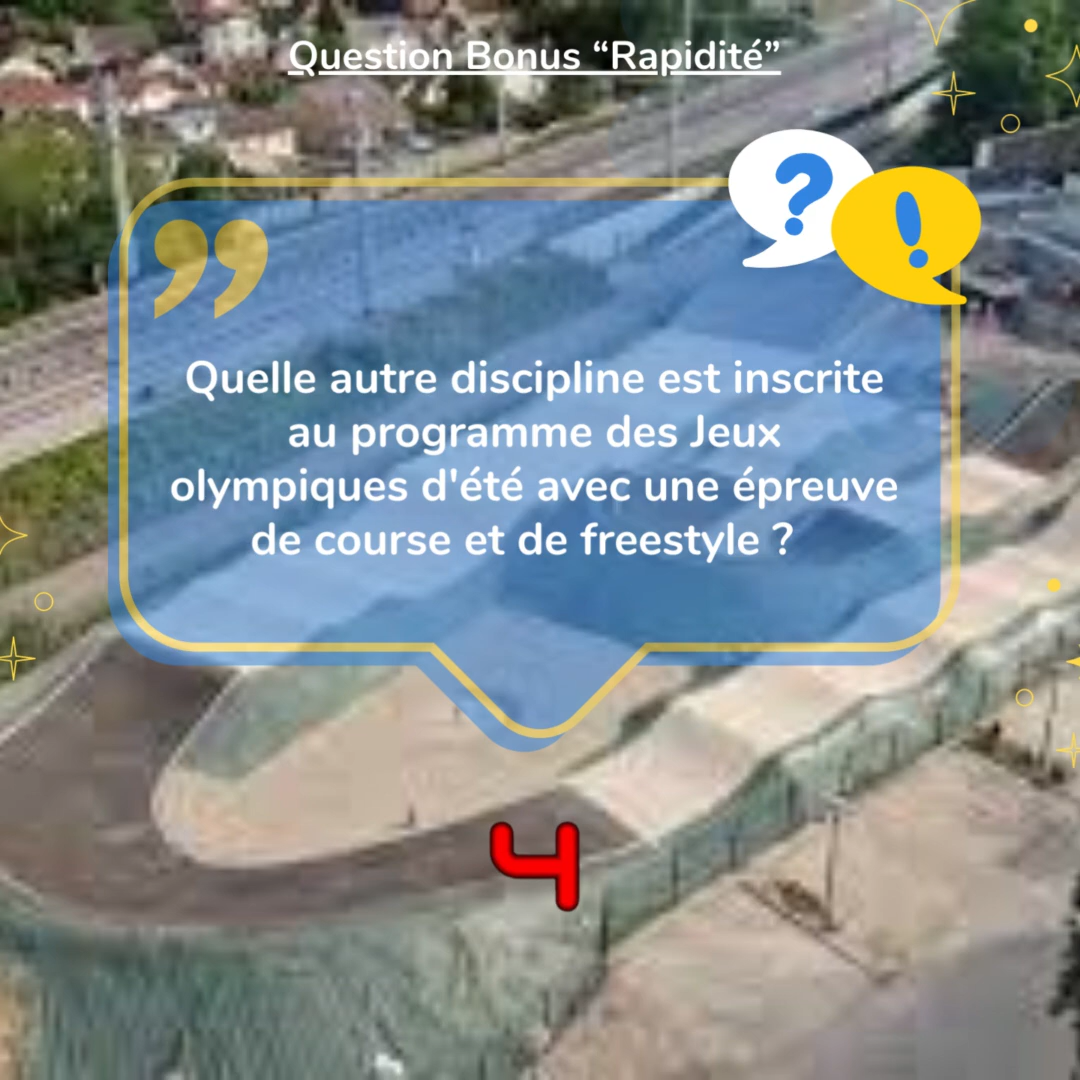 Question Bonus “Rapidité”
? !
”
Quelle autre discipline est inscrite
au programme des Jeux
olympiques d'été avec une épreuve
de course et de freestyle ?
4